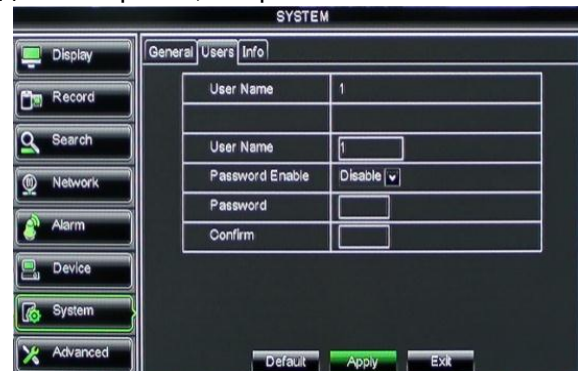 SYSTEM
Display
Record
Search
Network
Alarm
Device
System
Advanced
General Users Info
User Name 1
User Name 1
Password Enable Disable
Password
Confirm
Default Apply Exit